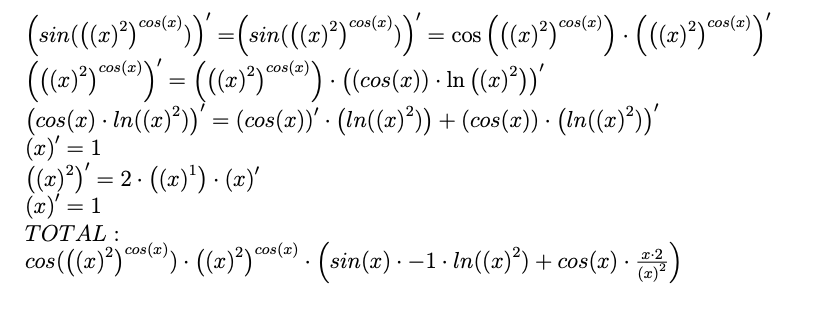 (sin(((x)²)^cos(x)))′ =(sin(((x)²)^cos(x)))′ = cos (((x)²)^cos(x)) · (((x)²)^cos(x))′
(((x)²)^cos(x))′ = (((x)²)^cos(x)) · ((cos(x)) · ln ((x)²))′
(cos(x) · ln((x)²))′ = (cos(x))′ · (ln((x)²)) + (cos(x)) · (ln((x)²))′
(x)′ = 1
((x)²)′ = 2 · ((x)¹) · (x)′
(x)′ = 1
TOTAL :
cos(((x)²)^cos(x)) · ((x)²)^cos(x) · (sin(x) · −1 · ln((x)²) + cos(x) · x·2/(x)²)